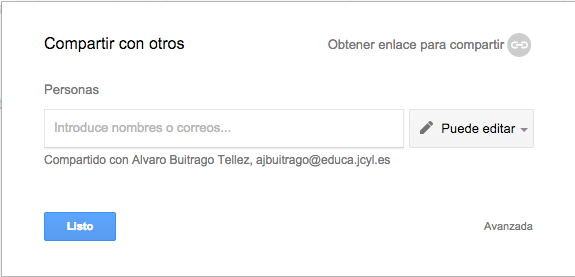 Compartir con otros
Obtener enlace para compartir
Personas
Introduce nombres o correos...
Puede editar
Compartido con Alvaro Buitrago Tellez, ajbuitrago@educa.jcyl.es
Listo
Avanzada